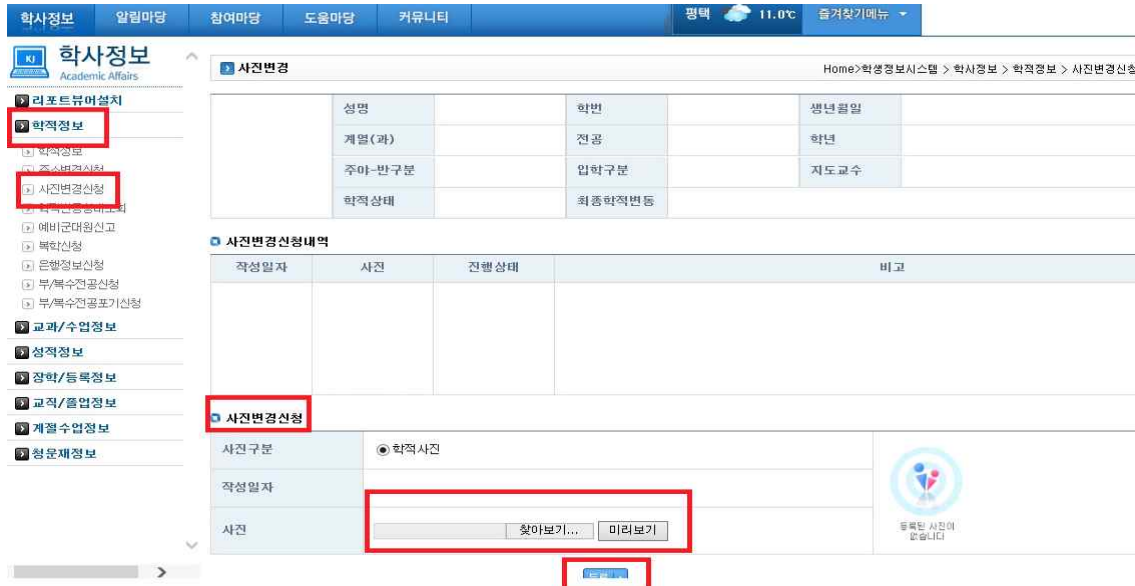 학사정보 알림마당 참여마당 도움마당 커뮤니티 평택 11.0℃ 즐겨찾기메뉴
KJ 학사정보
Academic Affairs
사진변경 Home>학생정보시스템 > 학사정보 > 학적정보 > 사진변경신청
리포트뷰어설치
학적정보
학적정보
주소변경신청
사진변경신청
예비군대원신고
복학신청
은행정보신청
부/복수전공신청
부/복수전공포기신청
교과/수업정보
성적정보
장학/등록정보
교직/졸업정보
계절수업정보
청문재정보
성명 학번 생년월일
계열(과) 전공 학년
주야-반구분 입학구분 지도교수
학적상태 최종학적변동
사진변경신청내역
작성일자 사진 진행상태 비고
사진변경신청
사진구분 학적사진
작성일자
사진 찾아보기... 미리보기
등록된 사진이
없습니다
등록